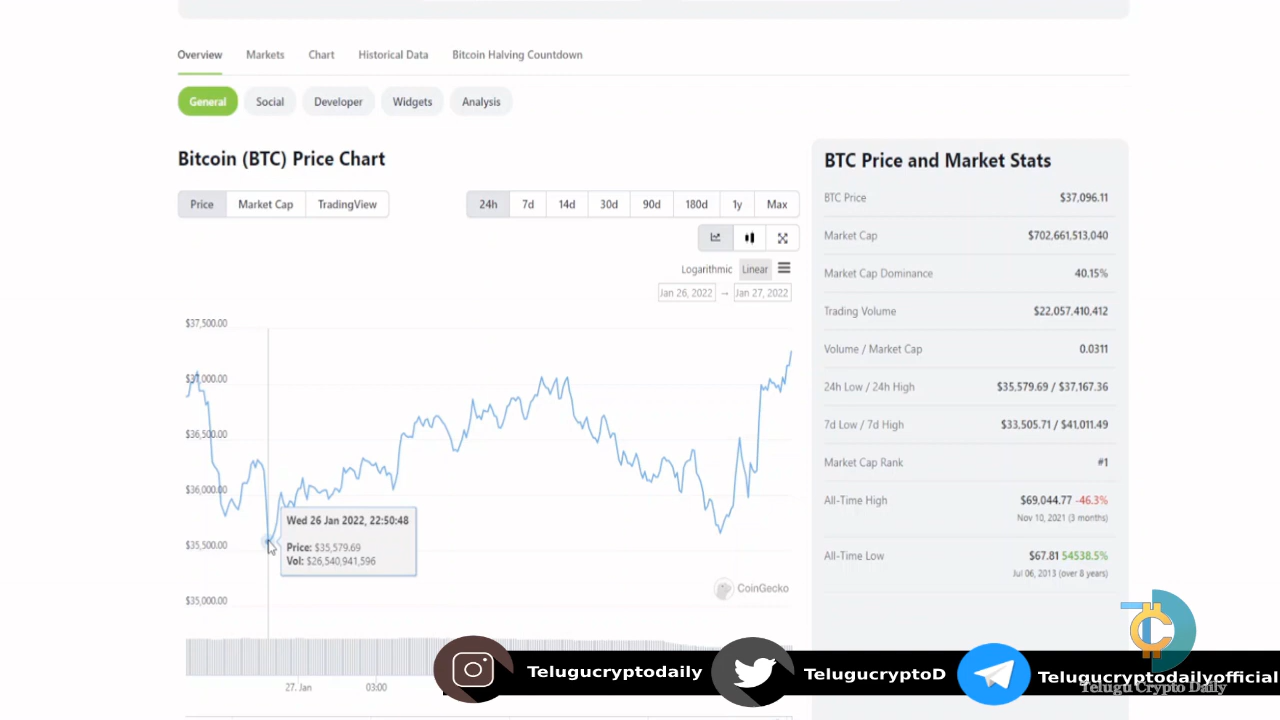 Overview Markets Chart Historical Data Bitcoin Halving Countdown
General Social Developer Widgets Analysis
Bitcoin (BTC) Price Chart
Price Market Cap TradingView
24h 7d 14d 30d 90d 180d 1y Max
Logarithmic Linear
Jan 26, 2022 → Jan 27, 2022
$37,500.00
$37,000.00
$36,500.00
$36,000.00
$35,500.00
$35,000.00
Wed 26 Jan 2022, 22:50:48
Price: $35,579.69
Vol: $26,540,941,596
CoinGecko
27. Jan 03:00
BTC Price and Market Stats
BTC Price $37,096.11
Market Cap $702,661,513,040
Market Cap Dominance 40.15%
Trading Volume $22,057,410,412
Volume / Market Cap 0.0311
24h Low / 24h High $35,579.69 / $37,167.36
7d Low / 7d High $33,505.71 / $41,011.49
Market Cap Rank #1
All-Time High $69,044.77 -46.3%
Nov 10, 2021 (3 months)
All-Time Low $67.81 54538.5%
Jul 06, 2013 (over 8 years)
Telugucryptodaily TelugucryptoD Telugucryptodailyofficial
Telugu Crypto Daily